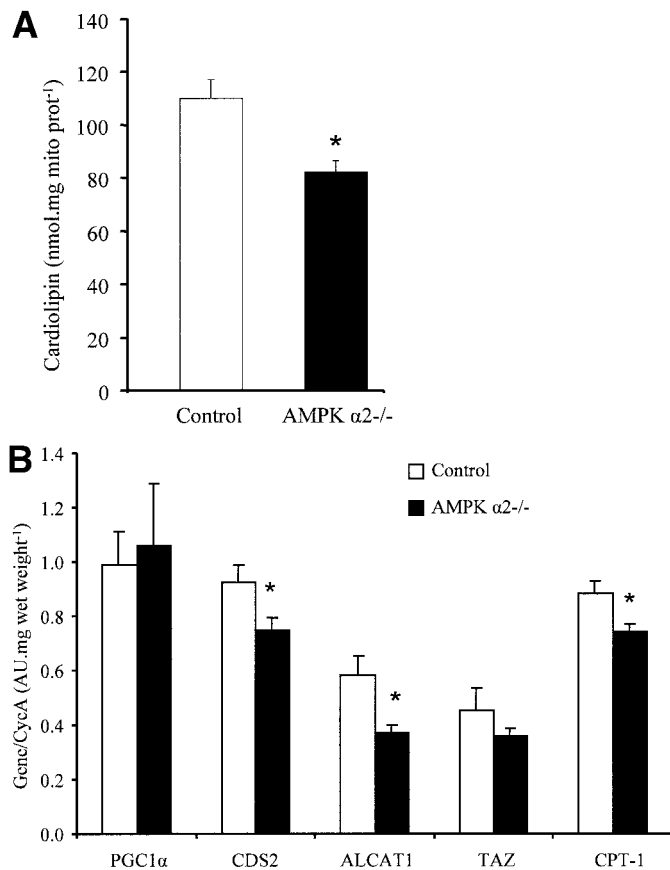 A
140
120
100
80
60
40
20
0
Cardiolipin (nmol.mg mito prot⁻¹)
*
Control
AMPK α2-/-
B
1.4
1.2
1.0
0.8
0.6
0.4
0.2
0.0
Gene/CycA (AU.mg wet weight⁻¹)
Control
AMPK α2-/-
*
*
*
PGC1α
CDS2
ALCAT1
TAZ
CPT-1